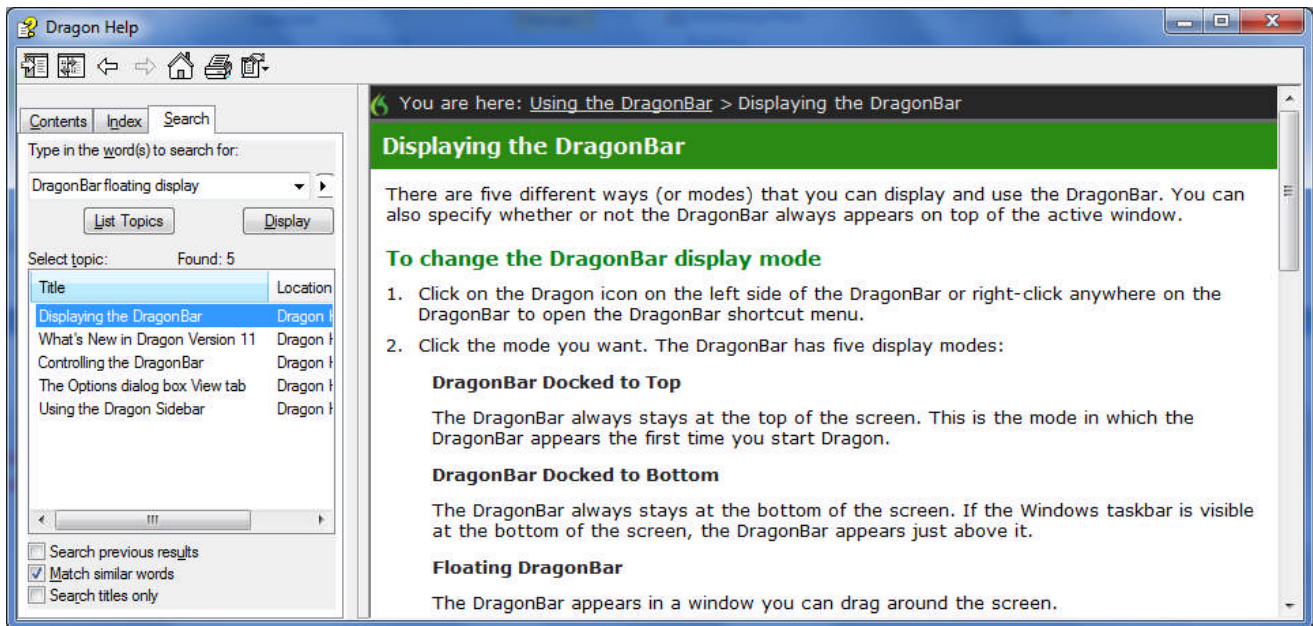 Dragon Help
Contents Index Search
Type in the word(s) to search for:
DragonBar floating display
List Topics Display
Select topic: Found: 5
Title Location
Displaying the DragonBar Dragon H
What's New in Dragon Version 11 Dragon H
Controlling the DragonBar Dragon H
The Options dialog box View tab Dragon H
Using the Dragon Sidebar Dragon H
Search previous results
Match similar words
Search titles only
You are here: Using the DragonBar > Displaying the DragonBar
Displaying the DragonBar
There are five different ways (or modes) that you can display and use the DragonBar. You can
also specify whether or not the DragonBar always appears on top of the active window.
To change the DragonBar display mode
1. Click on the Dragon icon on the left side of the DragonBar or right-click anywhere on the
DragonBar to open the DragonBar shortcut menu.
2. Click the mode you want. The DragonBar has five display modes:
DragonBar Docked to Top
The DragonBar always stays at the top of the screen. This is the mode in which the
DragonBar appears the first time you start Dragon.
DragonBar Docked to Bottom
The DragonBar always stays at the bottom of the screen. If the Windows taskbar is visible
at the bottom of the screen, the DragonBar appears just above it.
Floating DragonBar
The DragonBar appears in a window you can drag around the screen.